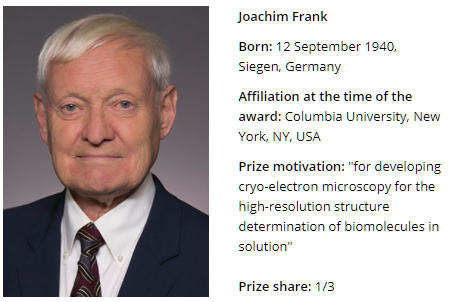 Joachim Frank
Born: 12 September 1940,
Siegen, Germany
Affiliation at the time of the
award: Columbia University, New
York, NY, USA
Prize motivation: "for developing
cryo-electron microscopy for the
high-resolution structure
determination of biomolecules in
solution"
Prize share: 1/3